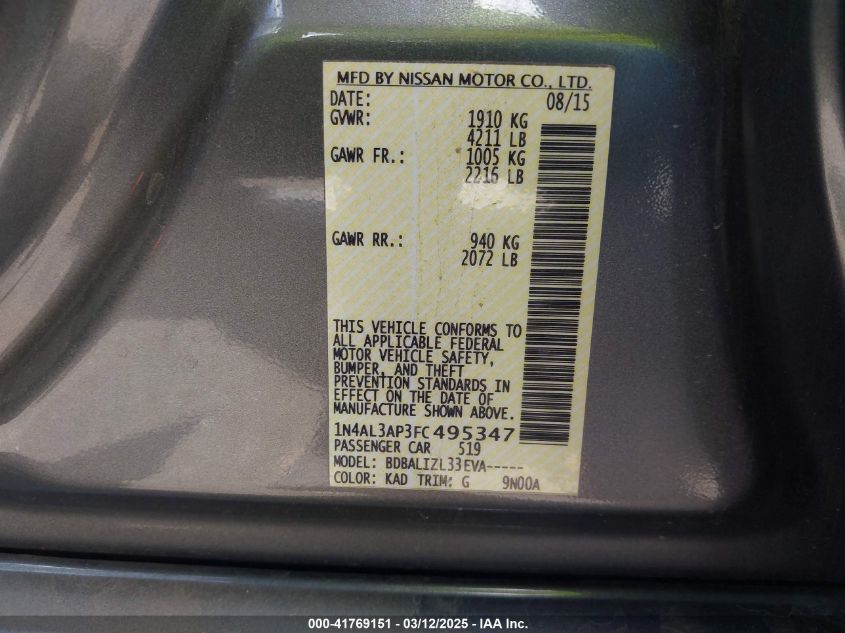 MFD BY NISSAN MOTOR CO., LTD.
DATE: 08/15
GVWR: 1910 KG
4211 LB
GAWR FR.: 1005 KG
2216 LB
GAWR RR.: 940 KG
2072 LB
THIS VEHICLE CONFORMS TO
ALL APPLICABLE FEDERAL
MOTOR VEHICLE SAFETY,
BUMPER, AND THEFT
PREVENTION STANDARDS IN
EFFECT ON THE DATE OF
MANUFACTURE SHOWN ABOVE.
1N4AL3AP3FC495347
PASSENGER CAR 519
MODEL: BDBALIZL33EVA-----
COLOR: KAD TRIM: G 9N00A
000-41769151 — 03/12/2025 — IAA Inc.